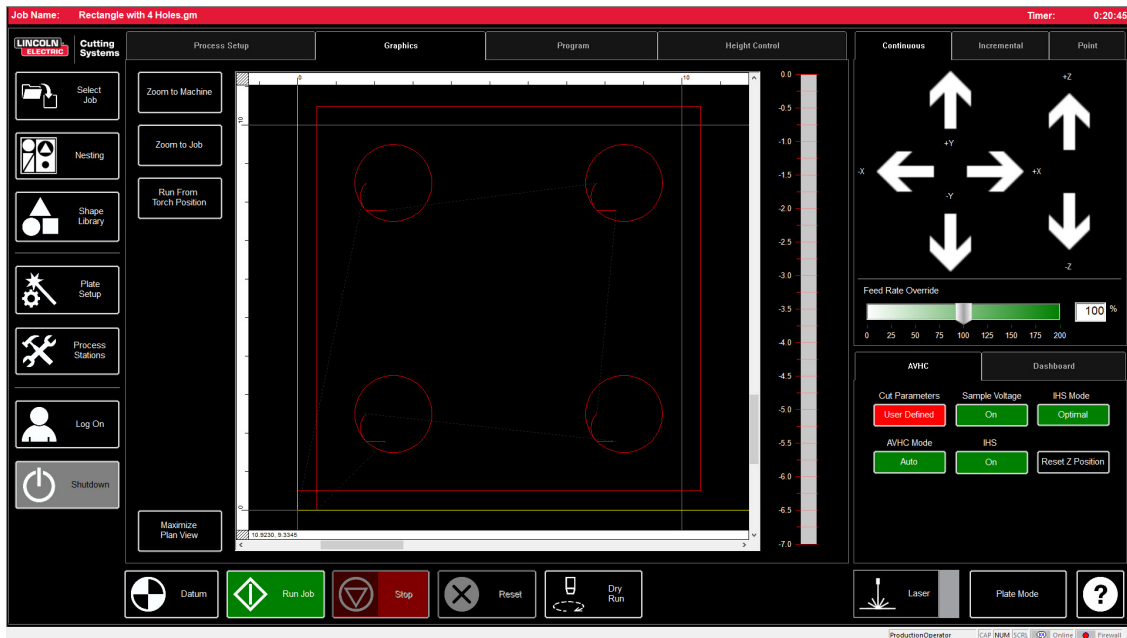 Job Name: Rectangle with 4 Holes.gm
Timer: 0:20:45
LINCOLN
ELECTRIC
Cutting
Systems
Select
Job
Nesting
Shape
Library
Plate
Setup
Process
Stations
Log On
Shutdown
Process Setup
Graphics
Program
Height Control
Zoom to Machine
Zoom to Job
Run From
Torch Position
Maximize
Plan View
0
10
10
0
10.9230, 9.3345
0.0
-0.5
-1.0
-1.5
-2.0
-2.5
-3.0
-3.5
-4.0
-4.5
-5.0
-5.5
-6.0
-6.5
-7.0
Continuous
Incremental
Point
+Z
+Y
-X
+X
-Y
-Z
Feed Rate Override
100 %
0 25 50 75 100 125 150 175 200
AVHC
Dashboard
Cut Parameters
Sample Voltage
IHS Mode
User Defined
On
Optimal
AVHC Mode
IHS
Auto
On
Reset Z Position
Datum
Run Job
Stop
Reset
Dry
Run
Laser
Plate Mode
?
ProductionOperator
CAP NUM SCRL
Online
Firewall